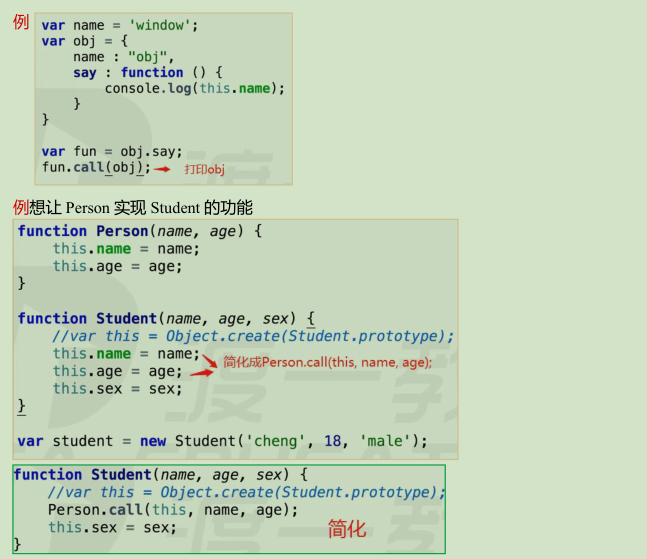 例
var name = 'window';
var obj = {
    name : "obj",
    say : function () {
        console.log(this.name);
    }
}
var fun = obj.say;
fun.call(obj); 打印obj
例想让 Person 实现 Student 的功能
function Person(name, age) {
    this.name = name;
    this.age = age;
}
function Student(name, age, sex) {
    //var this = Object.create(Student.prototype);
    this.name = name;
    简化成Person.call(this, name, age);
    this.age = age;
    this.sex = sex;
}
var student = new Student('cheng', 18, 'male');
function Student(name, age, sex) {
    //var this = Object.create(Student.prototype);
    Person.call(this, name, age);
    this.sex = sex;
简化
}